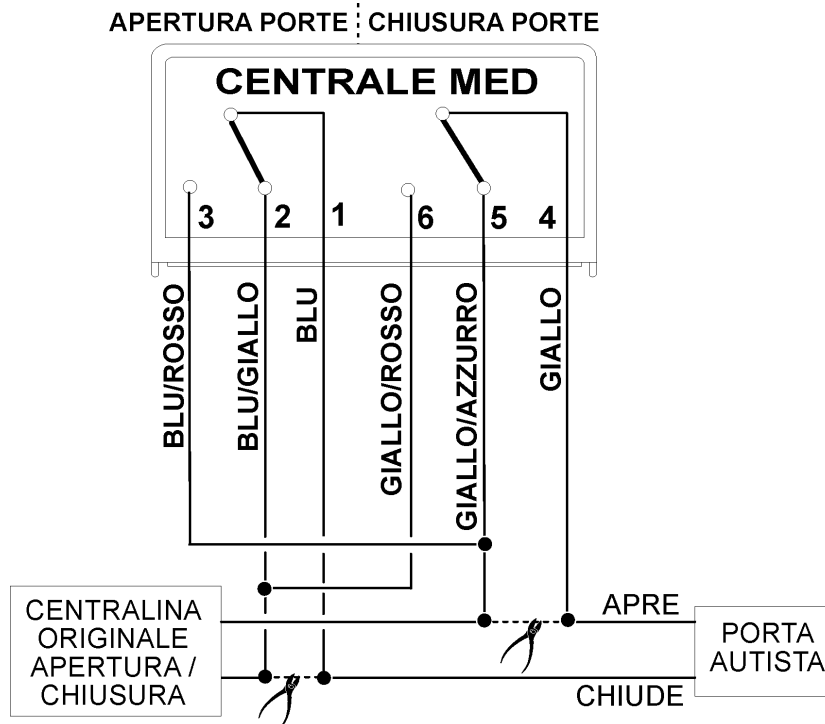 APERTURA PORTE CHIUSURA PORTE
CENTRALE MED
3 2 1 6 5 4
BLU/ROSSO
BLU/GIALLO
BLU
GIALLO/ROSSO
GIALLO/AZZURRO
GIALLO
CENTRALINA
ORIGINALE
APERTURA /
CHIUSURA
APRE
CHIUDE
PORTA
AUTISTA